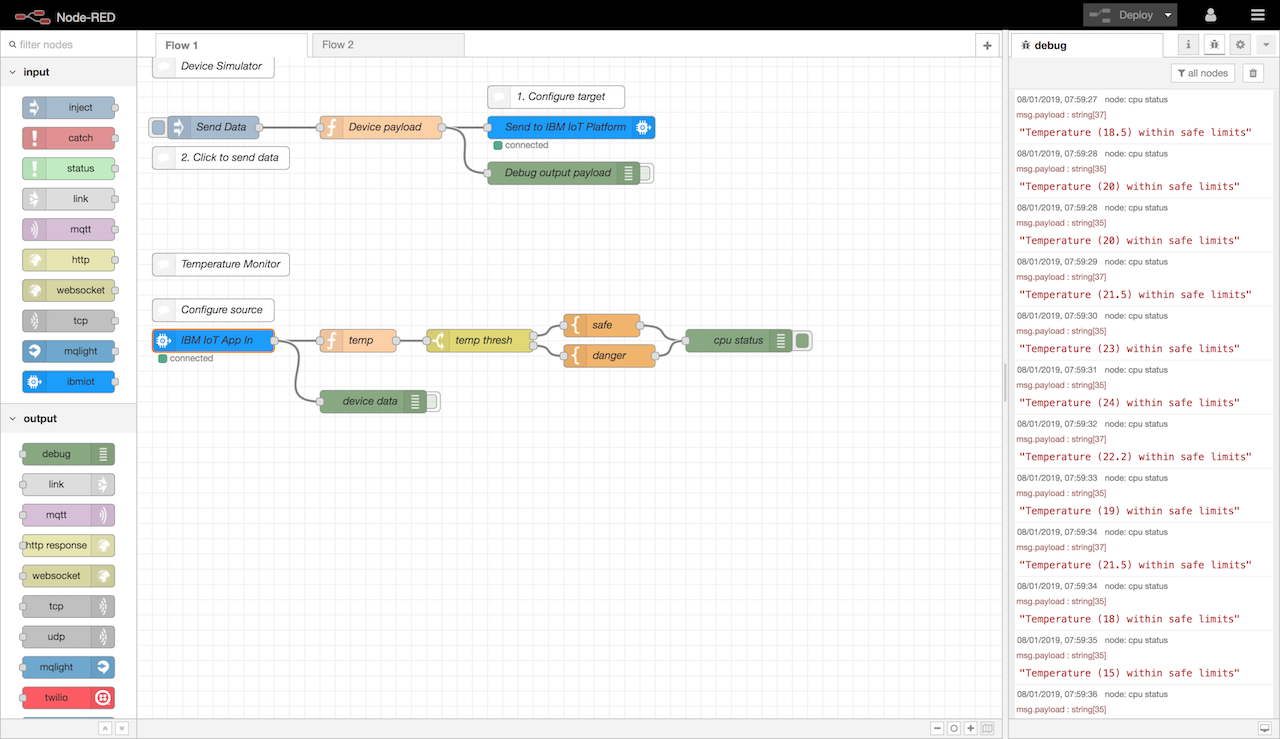 Node-RED
Deploy
filter nodes
input
inject
catch
status
link
mqtt
http
websocket
tcp
mqlight
ibmiot
output
debug
link
mqtt
http response
websocket
tcp
udp
mqlight
twilio
Flow 1
Flow 2
Device Simulator
1. Configure target
Send Data
Device payload
Send to IBM IoT Platform
connected
2. Click to send data
Debug output payload
Temperature Monitor
Configure source
IBM IoT App In
connected
temp
temp thresh
safe
danger
cpu status
device data
debug
all nodes
08/01/2019, 07:59:27 node: cpu status
msg.payload : string[37]
"Temperature (18.5) within safe limits"
08/01/2019, 07:59:28 node: cpu status
msg.payload : string[35]
"Temperature (20) within safe limits"
08/01/2019, 07:59:28 node: cpu status
msg.payload : string[35]
"Temperature (20) within safe limits"
08/01/2019, 07:59:29 node: cpu status
msg.payload : string[37]
"Temperature (21.5) within safe limits"
08/01/2019, 07:59:30 node: cpu status
msg.payload : string[35]
"Temperature (23) within safe limits"
08/01/2019, 07:59:31 node: cpu status
msg.payload : string[35]
"Temperature (24) within safe limits"
08/01/2019, 07:59:32 node: cpu status
msg.payload : string[37]
"Temperature (22.2) within safe limits"
08/01/2019, 07:59:33 node: cpu status
msg.payload : string[35]
"Temperature (19) within safe limits"
08/01/2019, 07:59:34 node: cpu status
msg.payload : string[37]
"Temperature (21.5) within safe limits"
08/01/2019, 07:59:34 node: cpu status
msg.payload : string[35]
"Temperature (18) within safe limits"
08/01/2019, 07:59:35 node: cpu status
msg.payload : string[35]
"Temperature (15) within safe limits"
08/01/2019, 07:59:36 node: cpu status
msg.payload : string[35]